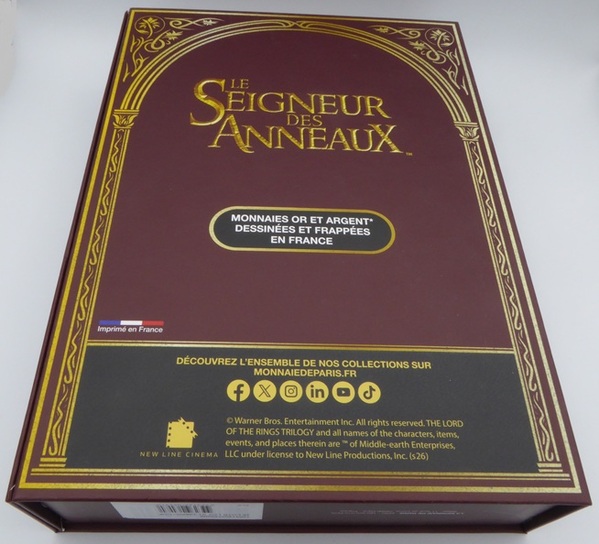 LE
SEIGNEUR
DES
ANNEAUX™
MONNAIES OR ET ARGENT*
DESSINÉES ET FRAPPÉES
EN FRANCE
Imprimé en France
DÉCOUVREZ L'ENSEMBLE DE NOS COLLECTIONS SUR
MONNAIEDEPARIS.FR
© Warner Bros. Entertainment Inc. All rights reserved. THE LORD
OF THE RINGS TRILOGY and all names of the characters, items,
events, and places therein are ™ of Middle-earth Enterprises,
LLC under license to New Line Productions, Inc. (s26)
NEW LINE CINEMA